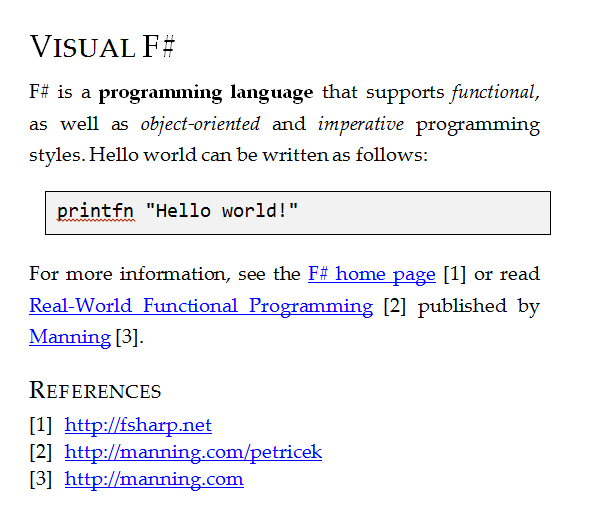 VISUAL F#
F# is a programming language that supports functional,
as well as object-oriented and imperative programming
styles. Hello world can be written as follows:
printfn "Hello world!"
For more information, see the F# home page [1] or read
Real-World Functional Programming [2] published by
Manning [3].
REFERENCES
[1] http://fsharp.net
[2] http://manning.com/petricek
[3] http://manning.com